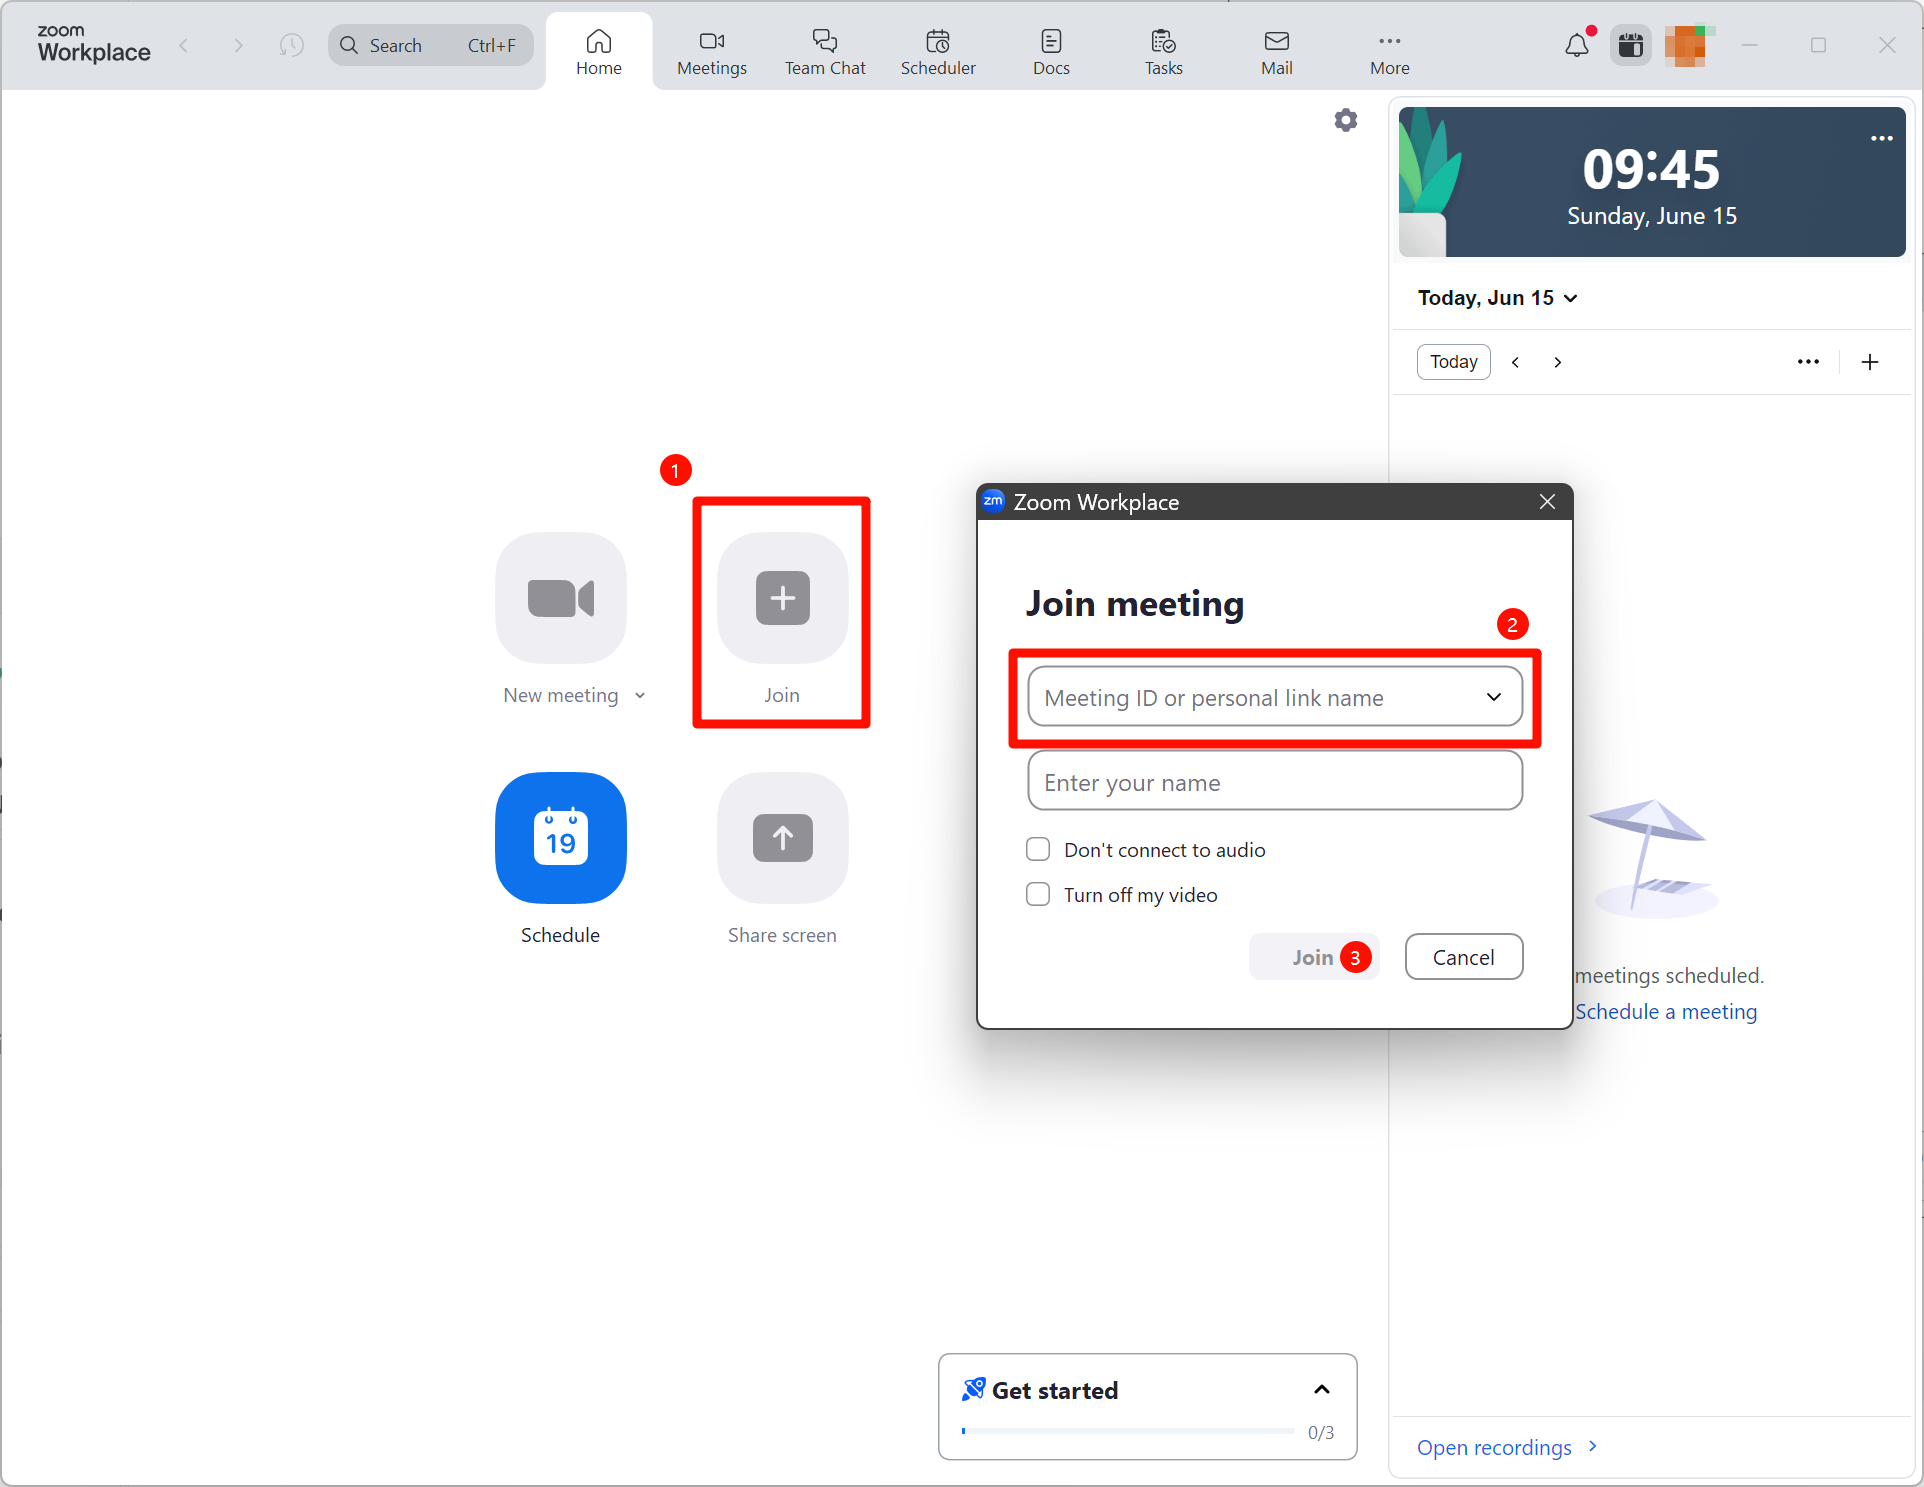 zoom
Workplace
Search Ctrl+F
Home
Meetings
Team Chat
Scheduler
Docs
Tasks
Mail
More
09:45
Sunday, June 15
Today, Jun 15
Today
1
New meeting
Join
19
Schedule
Share screen
zm Zoom Workplace
Join meeting
2
Meeting ID or personal link name
Enter your name
Don't connect to audio
Turn off my video
Join 3
Cancel
meetings scheduled.
Schedule a meeting
Get started
0/3
Open recordings